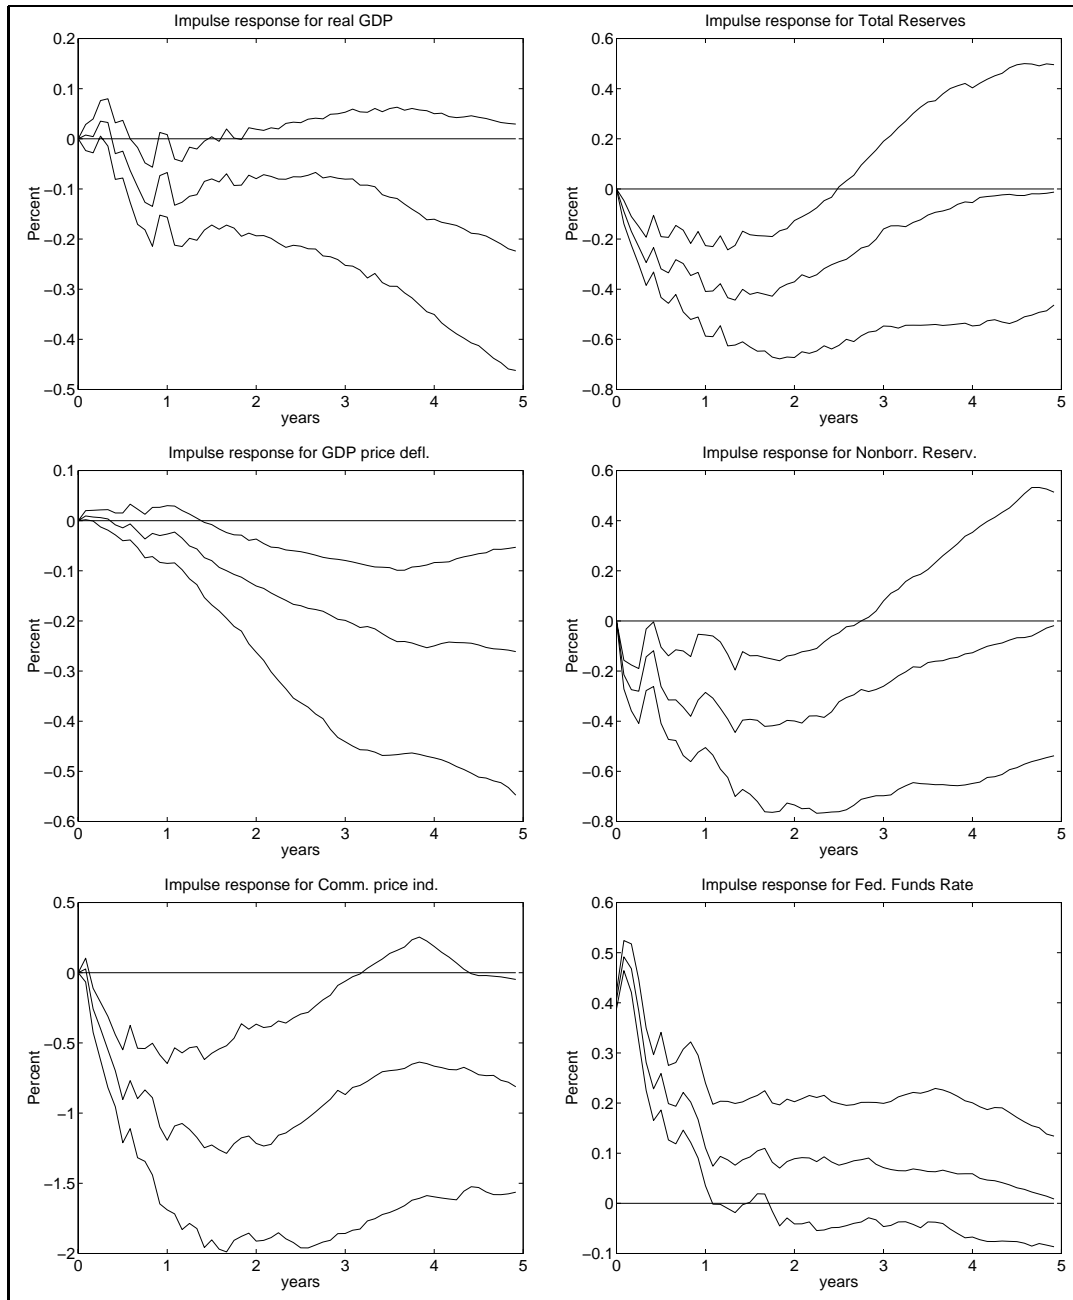 Impulse response for real GDP
0.2
0.1
0
−0.1
−0.2
−0.3
−0.4
−0.5
Percent
0 1 2 3 4 5
years
Impulse response for Total Reserves
0.6
0.4
0.2
0
−0.2
−0.4
−0.6
−0.8
Percent
0 1 2 3 4 5
years
Impulse response for GDP price defl.
0.1
0
−0.1
−0.2
−0.3
−0.4
−0.5
−0.6
Percent
0 1 2 3 4 5
years
Impulse response for Nonborr. Reserv.
0.6
0.4
0.2
0
−0.2
−0.4
−0.6
−0.8
Percent
0 1 2 3 4 5
years
Impulse response for Comm. price ind.
0.5
0
−0.5
−1
−1.5
−2
Percent
0 1 2 3 4 5
years
Impulse response for Fed. Funds Rate
0.6
0.5
0.4
0.3
0.2
0.1
0
−0.1
Percent
0 1 2 3 4 5
years